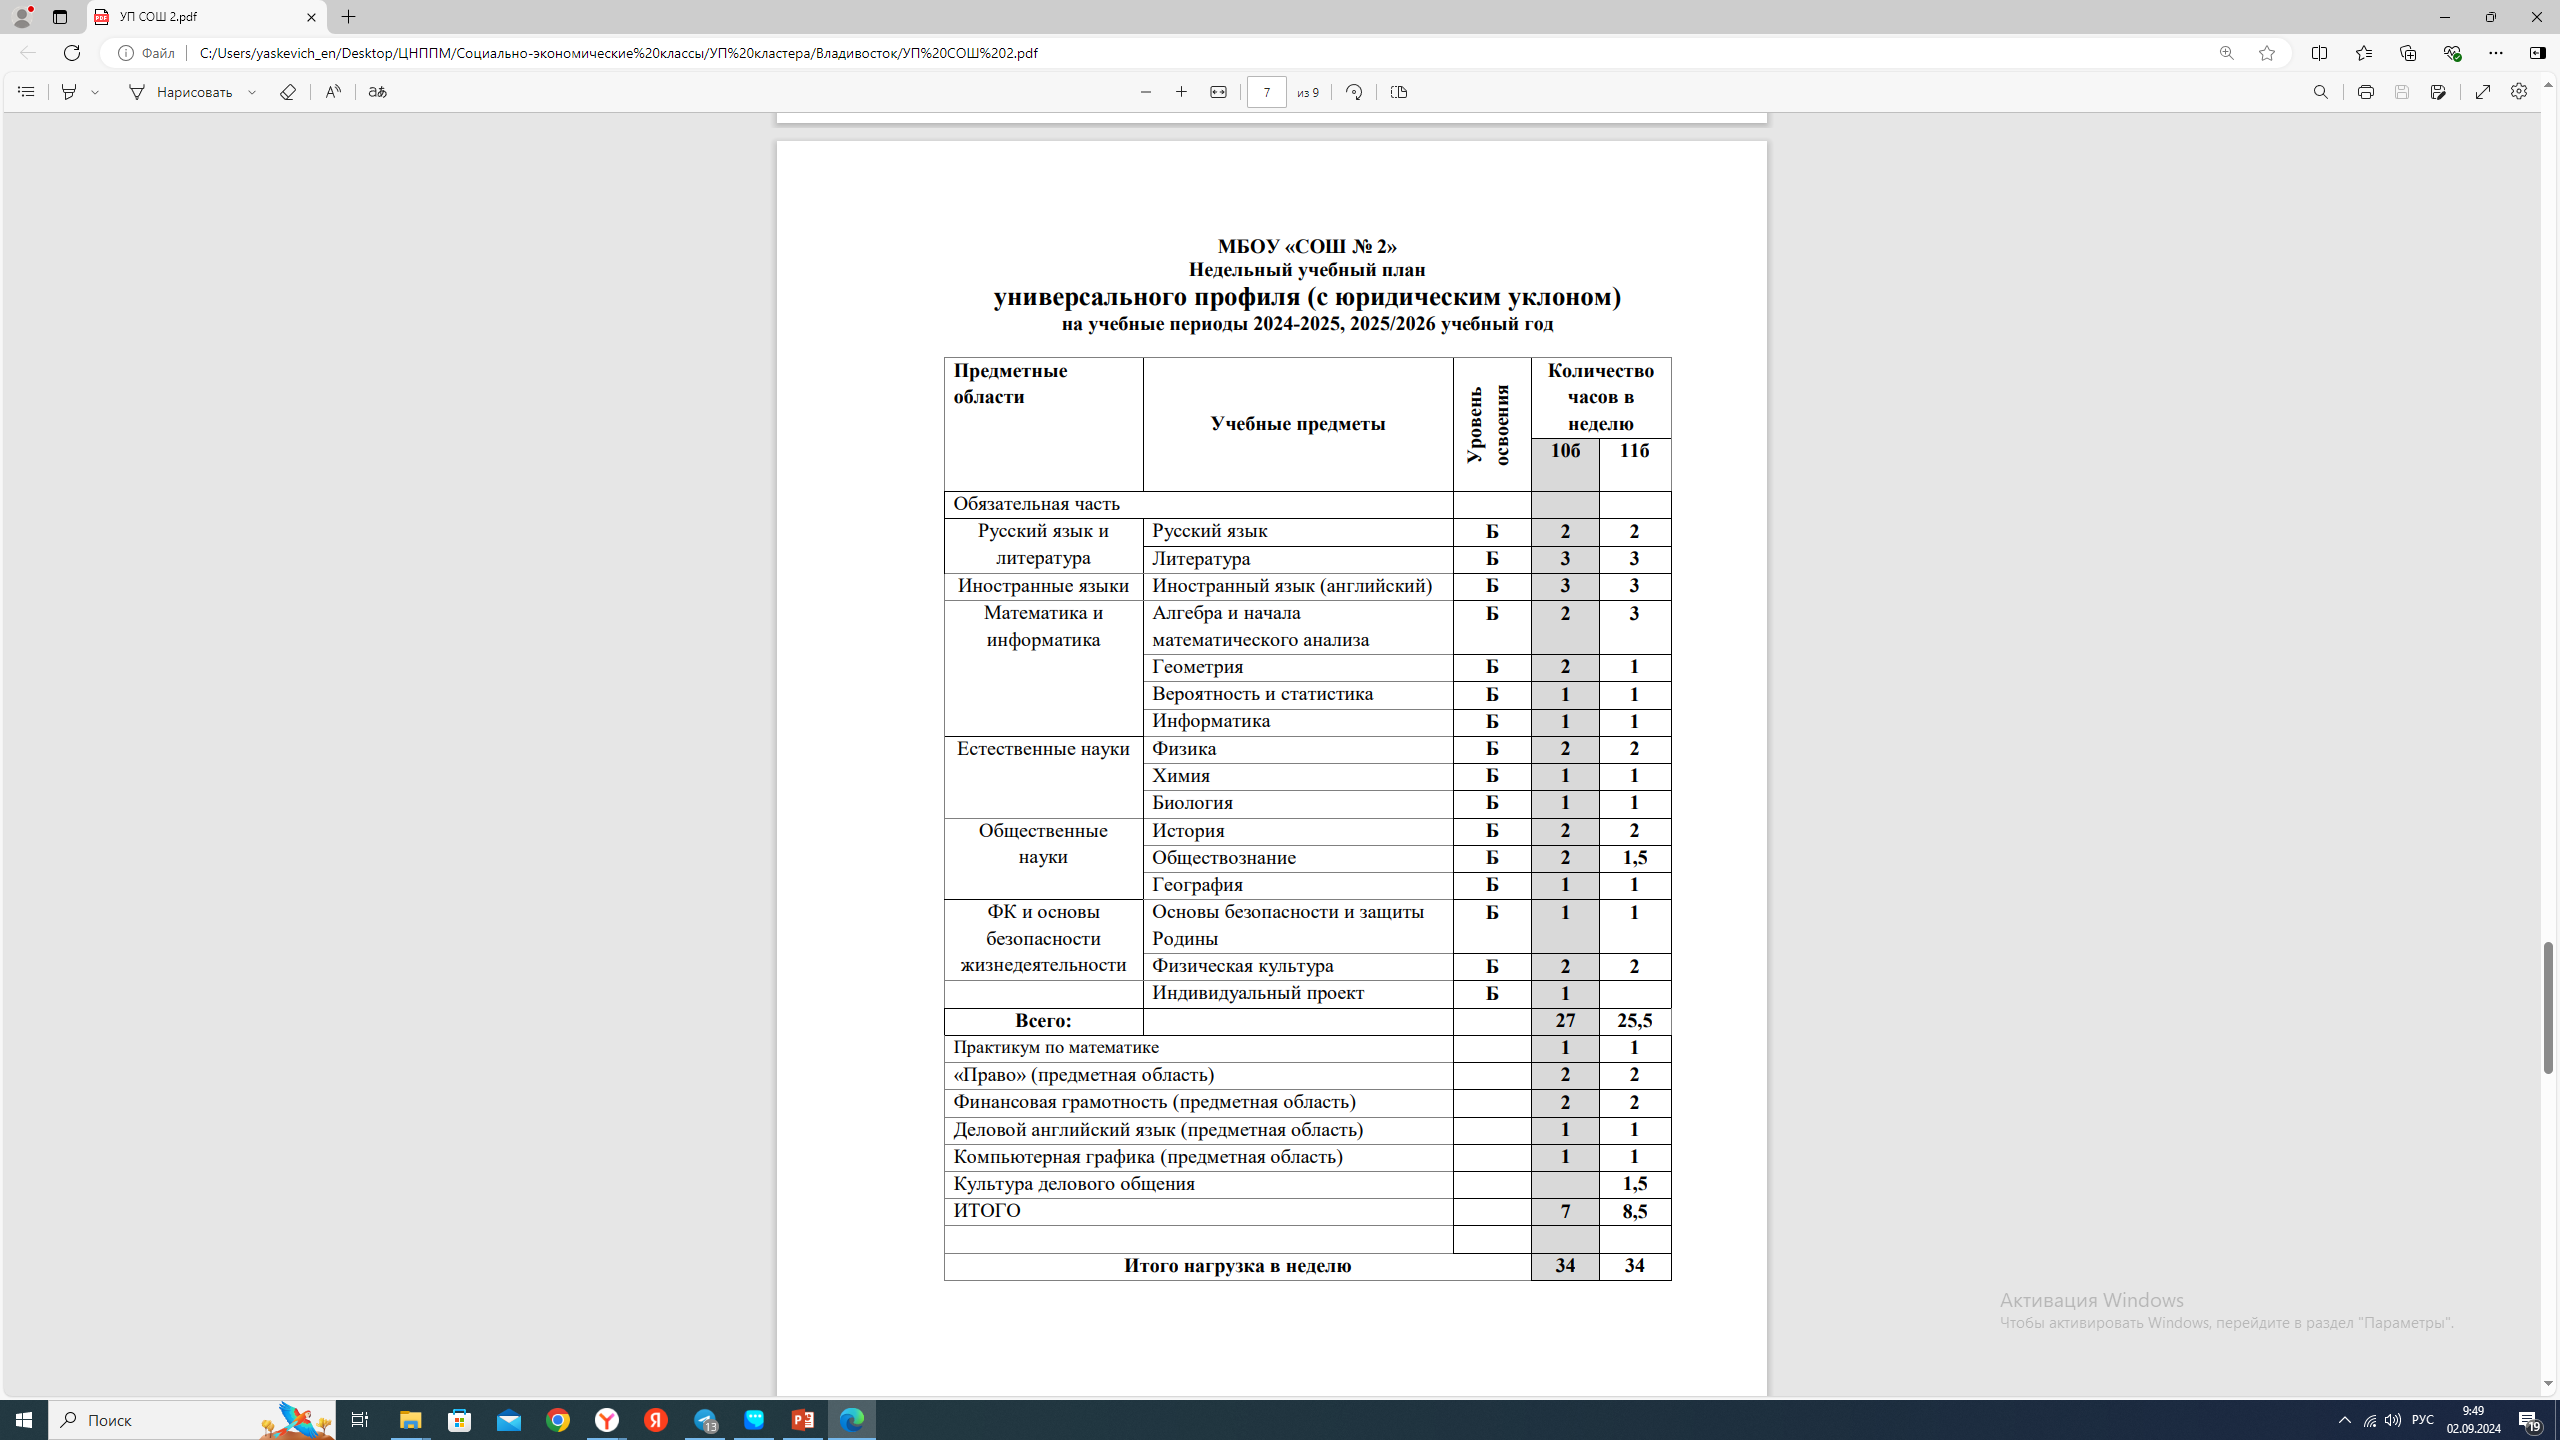 УП СОШ 2.pdf
Файл
C:/Users/yaskevich_en/Desktop/ЦНППМ/Социально-экономические%20классы/УП%20кластера/Владивосток/УП%20СОШ%202.pdf
Нарисовать
7 из 9
МБОУ «СОШ № 2»
Недельный учебный план
универсального профиля (с юридическим уклоном)
на учебные периоды 2024-2025, 2025/2026 учебный год
Предметные области Учебные предметы Уровень освоения Количество часов в неделю
10б 11б
Обязательная часть
Русский язык и литература Русский язык Б 2 2
Литература Б 3 3
Иностранные языки Иностранный язык (английский) Б 3 3
Математика и информатика Алгебра и начала математического анализа Б 2 3
Геометрия Б 2 1
Вероятность и статистика Б 1 1
Информатика Б 1 1
Естественные науки Физика Б 2 2
Химия Б 1 1
Биология Б 1 1
Общественные науки История Б 2 2
Обществознание Б 2 1,5
География Б 1 1
ФК и основы безопасности жизнедеятельности Основы безопасности и защиты Родины Б 1 1
Физическая культура Б 2 2
Индивидуальный проект Б 1
Всего: 27 25,5
Практикум по математике 1 1
«Право» (предметная область) 2 2
Финансовая грамотность (предметная область) 2 2
Деловой английский язык (предметная область) 1 1
Компьютерная графика (предметная область) 1 1
Культура делового общения 1,5
ИТОГО 7 8,5
Итого нагрузка в неделю 34 34
Активация Windows
Чтобы активировать Windows, перейдите в раздел "Параметры".
Поиск
13
РУС
9:49
02.09.2024
19